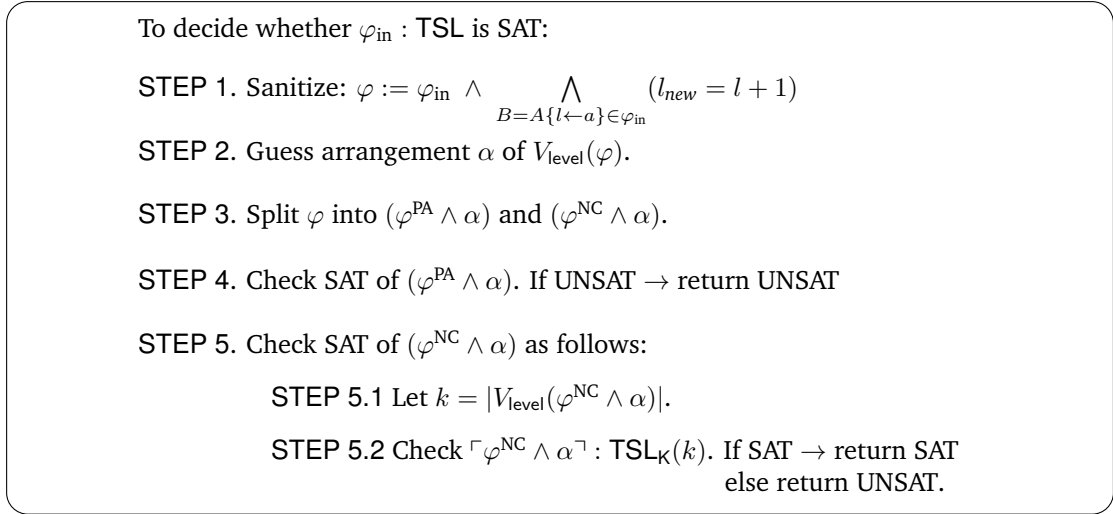 To decide whether φ_in : TSL is SAT:
STEP 1. Sanitize: φ := φ_in ∧ ⋀_{B=A{l←a}∈φ_in} (l_new = l + 1)
STEP 2. Guess arrangement α of V_level(φ).
STEP 3. Split φ into (φ^PA ∧ α) and (φ^NC ∧ α).
STEP 4. Check SAT of (φ^PA ∧ α). If UNSAT → return UNSAT
STEP 5. Check SAT of (φ^NC ∧ α) as follows:
STEP 5.1 Let k = |V_level(φ^NC ∧ α)|.
STEP 5.2 Check ⌜φ^NC ∧ α⌝ : TSL_K(k). If SAT → return SAT
else return UNSAT.